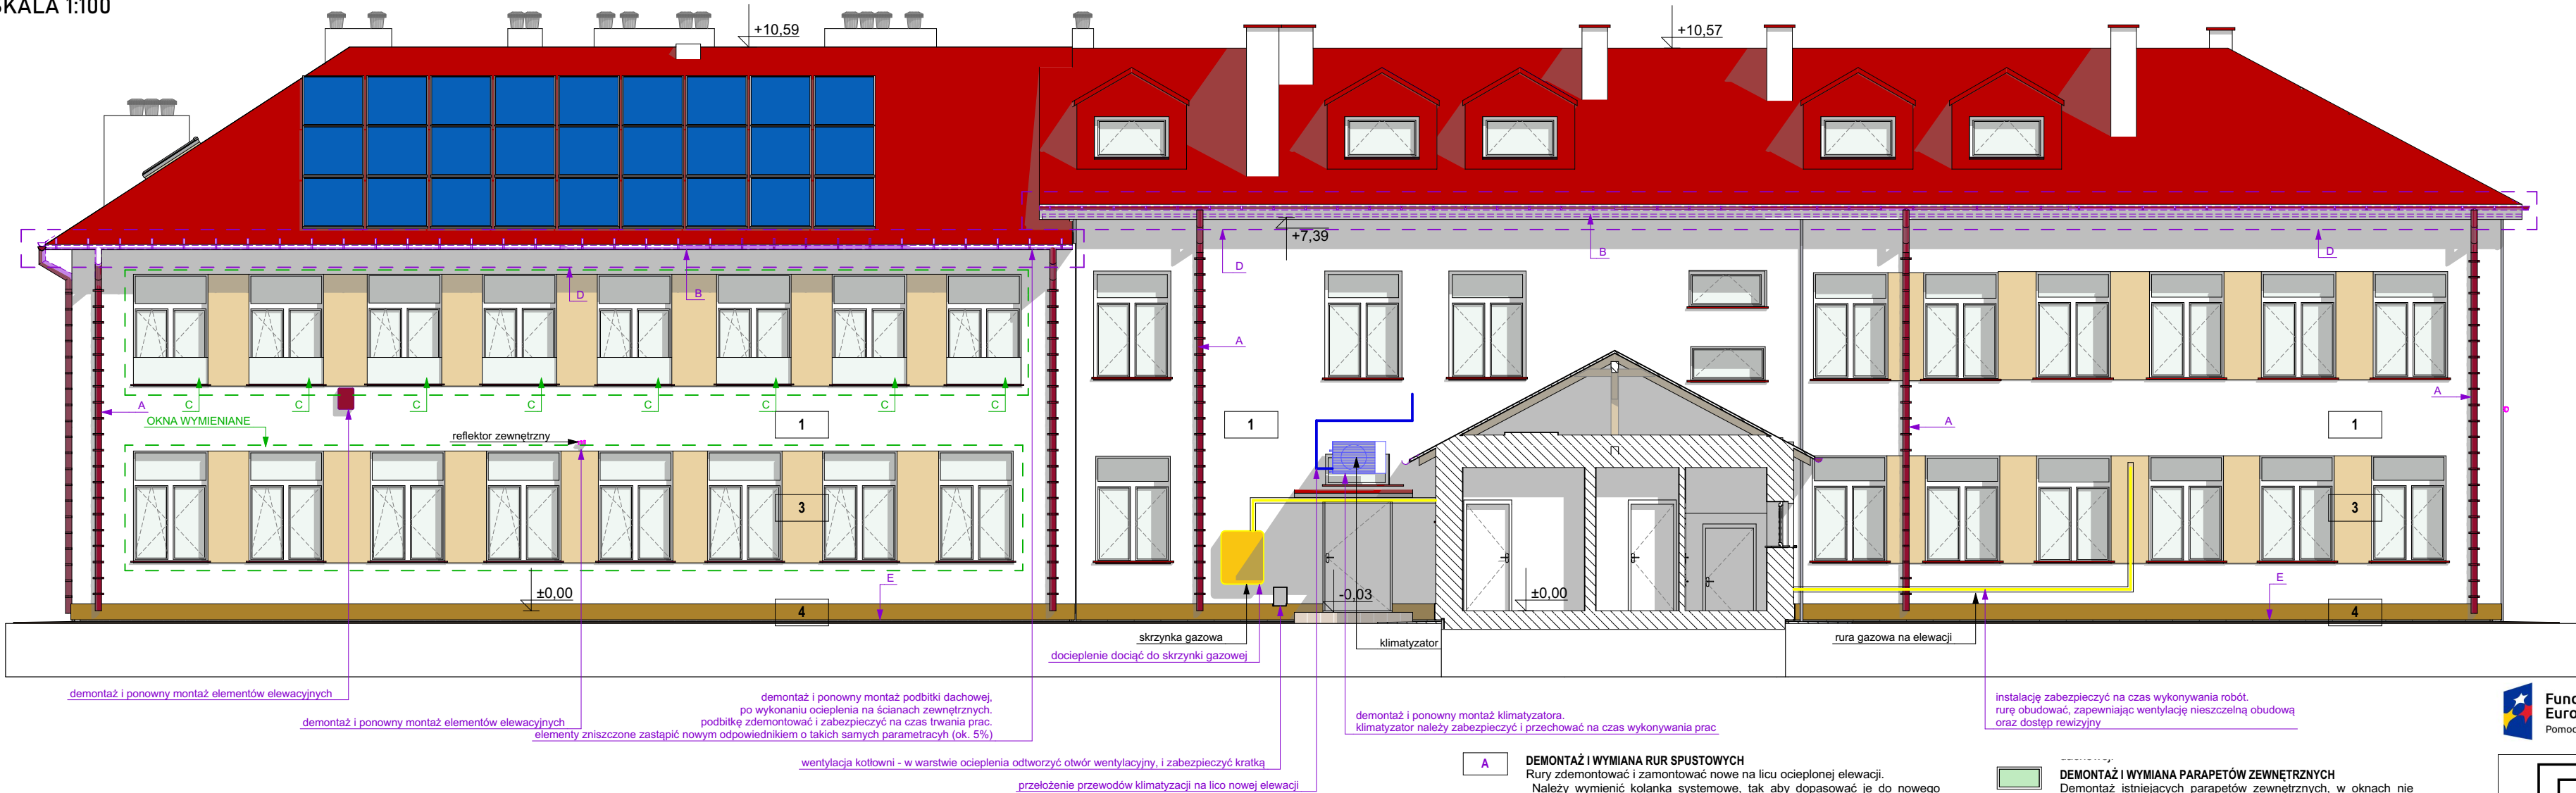 SKALA 1:100
+10,59
+10,57
+7,39
B
D
D
D
B
A
C
C
C
C
C
C
C
C
A
A
A
OKNA WYMIENIANE
1
1
1
reflektor zewnętrzny
3
3
E
E
±0,00
-0,03
±0,00
4
4
skrzynka gazowa
klimatyzator
rura gazowa na elewacji
docieplenie dociąć do skrzynki gazowej
demontaż i ponowny montaż elementów elewacyjnych
demontaż i ponowny montaż elementów elewacyjnych
demontaż i ponowny montaż podbitki dachowej,
po wykonaniu ocieplenia na ścianach zewnętrznych.
podbitkę zdemontować i zabezpieczyć na czas trwania prac.
elementy zniszczone zastąpić nowym odpowiednikiem o takich samych parametracyh (ok. 5%)
demontaż i ponowny montaż klimatyzatora.
klimatyzator należy zabezpieczyć i przechować na czas wykonywania prac
instalację zabezpieczyć na czas wykonywania robót.
rurę obudować, zapewniając wentylację nieszczelną obudową
oraz dostęp rewizyjny
wentylacja kotłowni - w warstwie ocieplenia odtworzyć otwór wentylacyjny, i zabezpieczyć kratką
przełożenie przewodów klimatyzacji na lico nowej elewacji
A
DEMONTAŻ I WYMIANA RUR SPUSTOWYCH
Rury zdemontować i zamontować nowe na licu ocieplonej elewacji.
Należy wymienić kolanka systemowe, tak aby dopasować je do nowego
DEMONTAŻ I WYMIANA PARAPETÓW ZEWNĘTRZNYCH
Demontaż istniejących parapetów zewnętrznych, w oknach nie
Fund
Euro
Pomoc